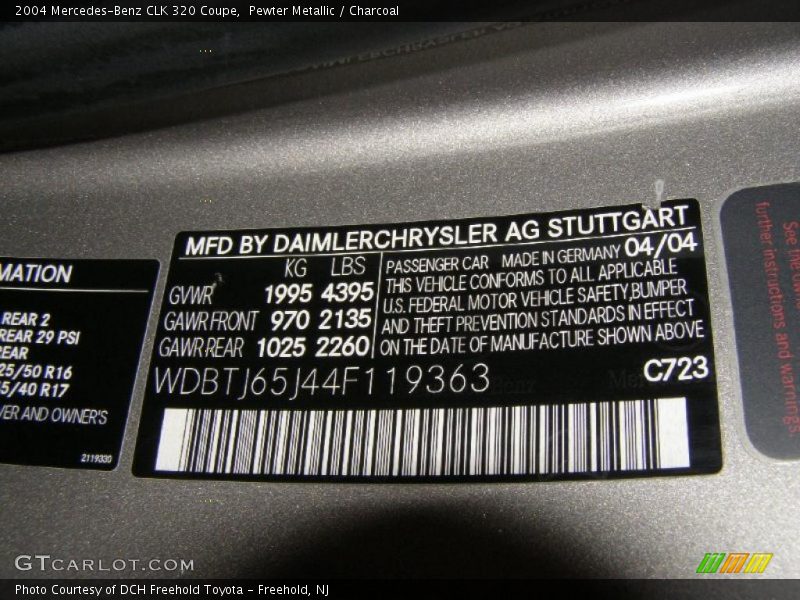 2004 Mercedes-Benz CLK 320 Coupe, Pewter Metallic / Charcoal
MFD BY DAIMLERCHRYSLER AG STUTTGART
KG LBS
GVWR 1995 4395
GAWR FRONT 970 2135
GAWR REAR 1025 2260
PASSENGER CAR MADE IN GERMANY 04/04
THIS VEHICLE CONFORMS TO ALL APPLICABLE
U.S. FEDERAL MOTOR VEHICLE SAFETY,BUMPER
AND THEFT PREVENTION STANDARDS IN EFFECT
ON THE DATE OF MANUFACTURE SHOWN ABOVE
WDBTJ65J44F119363
C723
MATION
REAR 2
REAR 29 PSI
REAR
25/50 R16
5/40 R17
VER AND OWNER'S
2119330
See the
further instructions and warnings.
GTCARLOT.COM
Photo Courtesy of DCH Freehold Toyota - Freehold, NJ